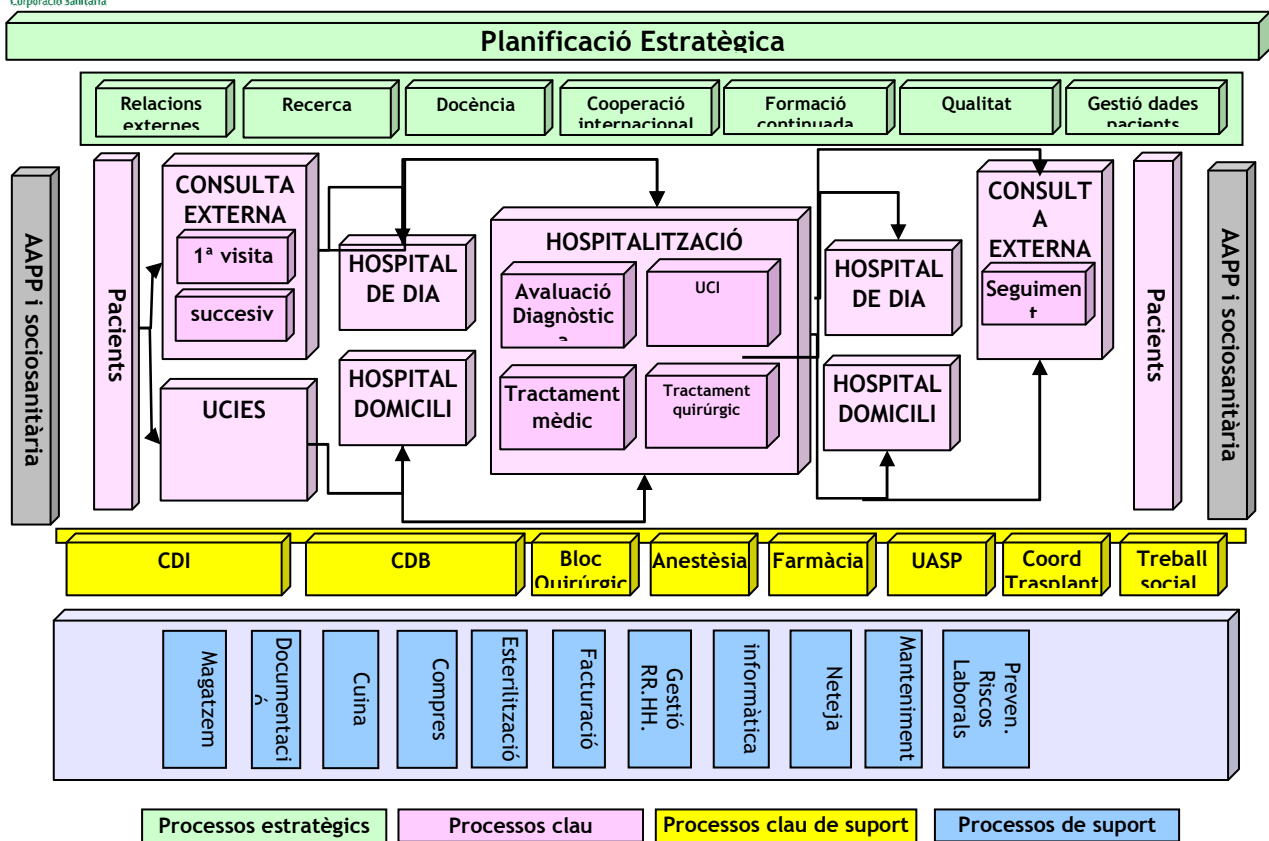 Corporació Sanitària
Planificació Estratègica
Relacions
externes
Recerca
Docència
Cooperació
internacional
Formació
continuada
Qualitat
Gestió dades
pacients
AAPP i sociosanitària
Pacients
CONSULTA
EXTERNA
1ª visita
succesiv
UCIES
HOSPITAL
DE DIA
HOSPITAL
DOMICILI
HOSPITALITZACIÓ
Avaluació
Diagnòstic
a
UCI
Tractament
mèdic
Tractament
quirúrgic
HOSPITAL
DE DIA
HOSPITAL
DOMICILI
CONSULT
A
EXTERNA
Seguimen
t
Pacients
AAPP i sociosanitària
CDI
CDB
Bloc
Quirúrgic
Anestèsia
Farmàcia
UASP
Coord
Trasplant
Treball
social
Magatzem
Documentaci
ó
Cuina
Compres
Esterilització
Facturació
Gestió
RR.HH.
informàtica
Neteja
Manteniment
Preven.
Riscos
Laborals
Processos estratègics
Processos clau
Processos clau de suport
Processos de suport